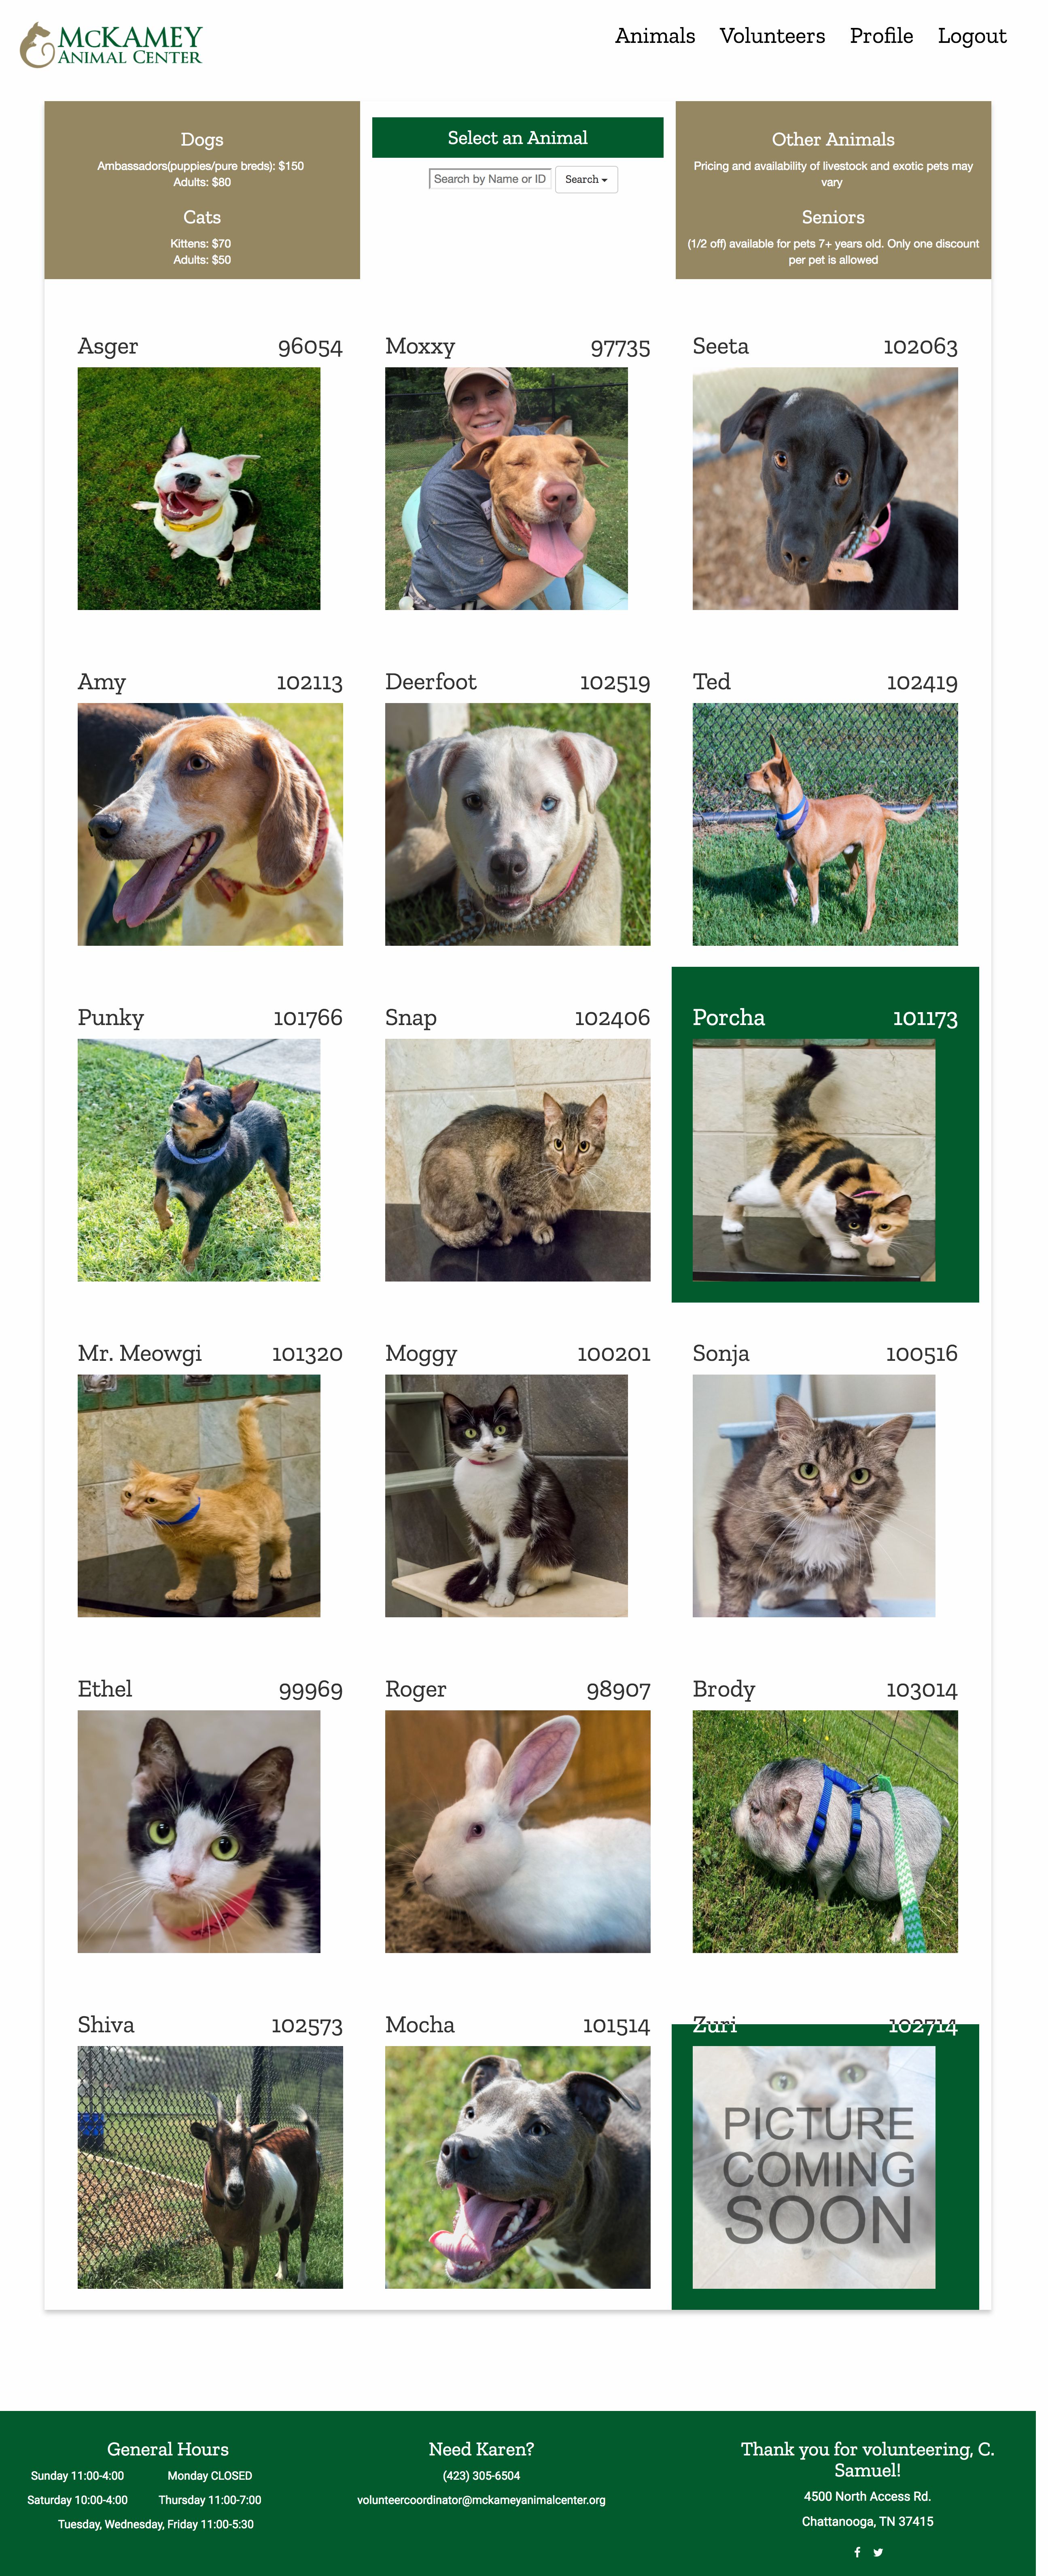 McKAMEY
ANIMAL CENTER
Animals Volunteers Profile Logout
Dogs
Ambassadors(puppies/pure breds): $150
Adults: $80
Cats
Kittens: $70
Adults: $50
Select an Animal
Search by Name or ID Search
Other Animals
Pricing and availability of livestock and exotic pets may
vary
Seniors
(1/2 off) available for pets 7+ years old. Only one discount
per pet is allowed
Asger 96054
Moxxy 97735
Seeta 102063
Amy 102113
Deerfoot 102519
Ted 102419
Punky 101766
Snap 102406
Porcha 101173
Mr. Meowgi 101320
Moggy 100201
Sonja 100516
Ethel 99969
Roger 98907
Brody 103014
Shiva 102573
Mocha 101514
Zuri 102714
PICTURE
COMING
SOON
General Hours
Sunday 11:00-4:00 Monday CLOSED
Saturday 10:00-4:00 Thursday 11:00-7:00
Tuesday, Wednesday, Friday 11:00-5:30
Need Karen?
(423) 305-6504
volunteercoordinator@mckameyanimalcenter.org
Thank you for volunteering, C.
Samuel!
4500 North Access Rd.
Chattanooga, TN 37415